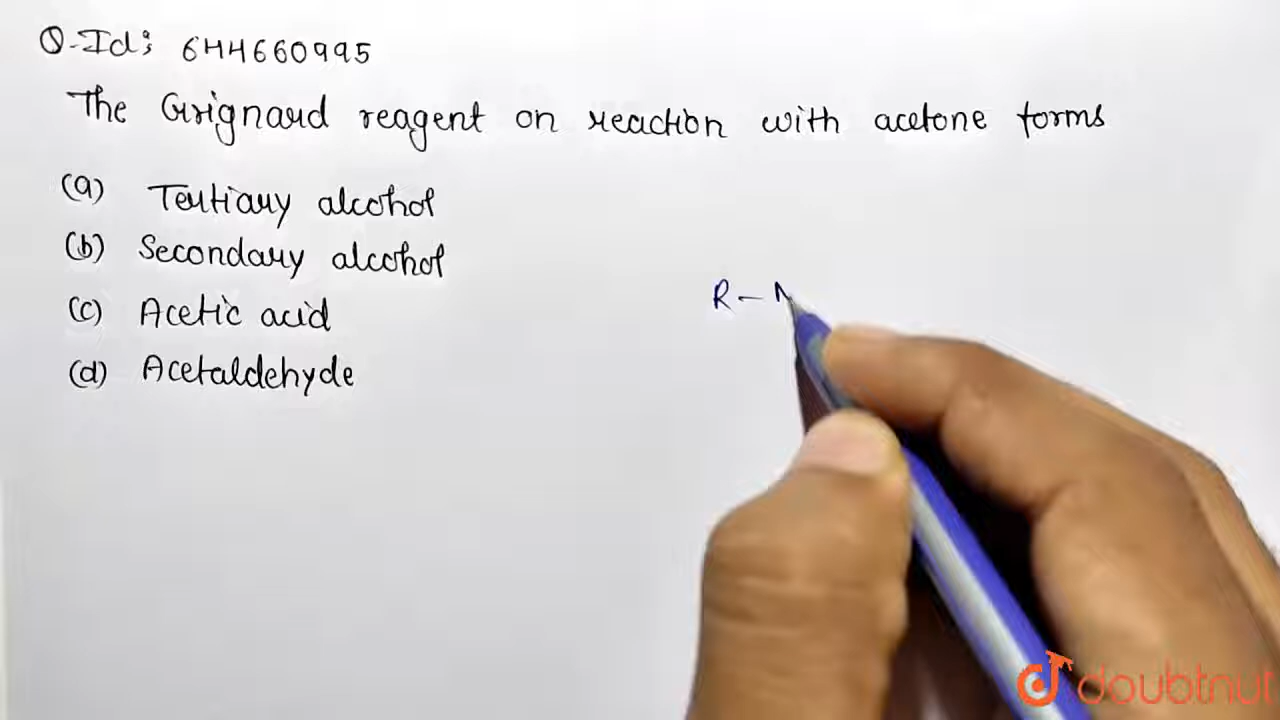 Q-Id: 644660995
The Grignard reagent on reaction with acetone forms
(a) Tertiary alcohol
(b) Secondary alcohol
(c) Acetic acid
(d) Acetaldehyde
R-
doubtnut